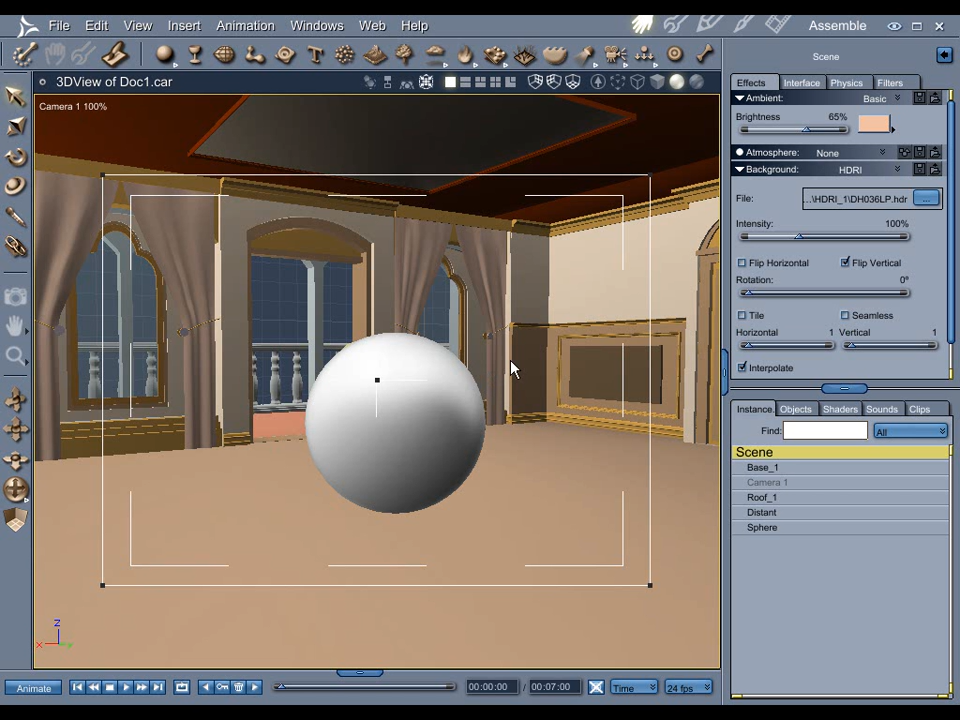 File Edit View Insert Animation Windows Web Help Assemble
3DView of Doc1.car
Camera 1 100%
Scene
Effects Interface Physics Filters
Ambient: Basic
Brightness 65%
Atmosphere: None
Background: HDRI
File: ...\HDRI_1\DH036LP.hdr ...
Intensity: 100%
Flip Horizontal Flip Vertical
Rotation: 0°
Tile Seamless
Horizontal 1 Vertical 1
Interpolate
Instance Objects Shaders Sounds Clips
Find: All
Scene
Base_1
Camera 1
Roof_1
Distant
Sphere
Z
X Y
Animate 00:00:00 / 00:07:00 Time 24 fps